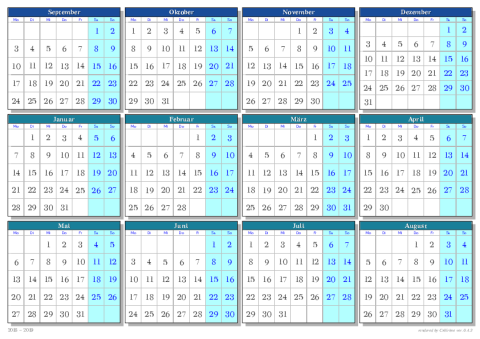 September
Mo Di Mi Do Fr Sa So
1 2
3 4 5 6 7 8 9
10 11 12 13 14 15 16
17 18 19 20 21 22 23
24 25 26 27 28 29 30
Oktober
Mo Di Mi Do Fr Sa So
1 2 3 4 5 6 7
8 9 10 11 12 13 14
15 16 17 18 19 20 21
22 23 24 25 26 27 28
29 30 31
November
Mo Di Mi Do Fr Sa So
1 2 3 4
5 6 7 8 9 10 11
12 13 14 15 16 17 18
19 20 21 22 23 24 25
26 27 28 29 30
Dezember
Mo Di Mi Do Fr Sa So
1 2
3 4 5 6 7 8 9
10 11 12 13 14 15 16
17 18 19 20 21 22 23
24 25 26 27 28 29 30
31
Januar
Mo Di Mi Do Fr Sa So
1 2 3 4 5 6
7 8 9 10 11 12 13
14 15 16 17 18 19 20
21 22 23 24 25 26 27
28 29 30 31
Februar
Mo Di Mi Do Fr Sa So
1 2 3
4 5 6 7 8 9 10
11 12 13 14 15 16 17
18 19 20 21 22 23 24
25 26 27 28
März
Mo Di Mi Do Fr Sa So
1 2 3
4 5 6 7 8 9 10
11 12 13 14 15 16 17
18 19 20 21 22 23 24
25 26 27 28 29 30 31
April
Mo Di Mi Do Fr Sa So
1 2 3 4 5 6 7
8 9 10 11 12 13 14
15 16 17 18 19 20 21
22 23 24 25 26 27 28
29 30
Mai
Mo Di Mi Do Fr Sa So
1 2 3 4 5
6 7 8 9 10 11 12
13 14 15 16 17 18 19
20 21 22 23 24 25 26
27 28 29 30 31
Juni
Mo Di Mi Do Fr Sa So
1 2
3 4 5 6 7 8 9
10 11 12 13 14 15 16
17 18 19 20 21 22 23
24 25 26 27 28 29 30
Juli
Mo Di Mi Do Fr Sa So
1 2 3 4 5 6 7
8 9 10 11 12 13 14
15 16 17 18 19 20 21
22 23 24 25 26 27 28
29 30 31
August
Mo Di Mi Do Fr Sa So
1 2 3 4
5 6 7 8 9 10 11
12 13 14 15 16 17 18
19 20 21 22 23 24 25
26 27 28 29 30 31
2018 - 2019